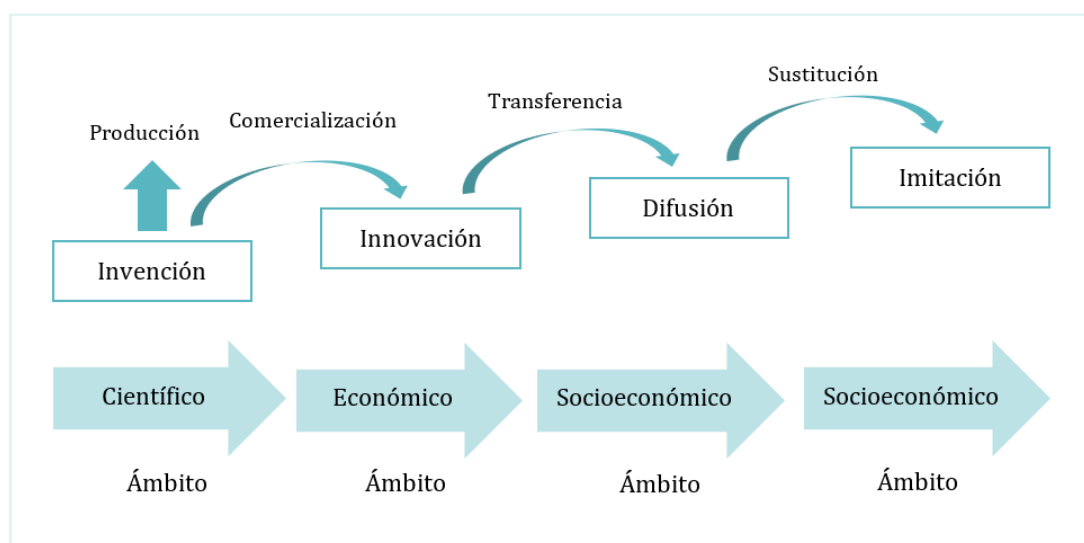 Sustitución
Transferencia
Comercialización
Producción
Imitación
Difusión
Innovación
Invención
Científico
Económico
Socioeconómico
Socioeconómico
Ámbito
Ámbito
Ámbito
Ámbito